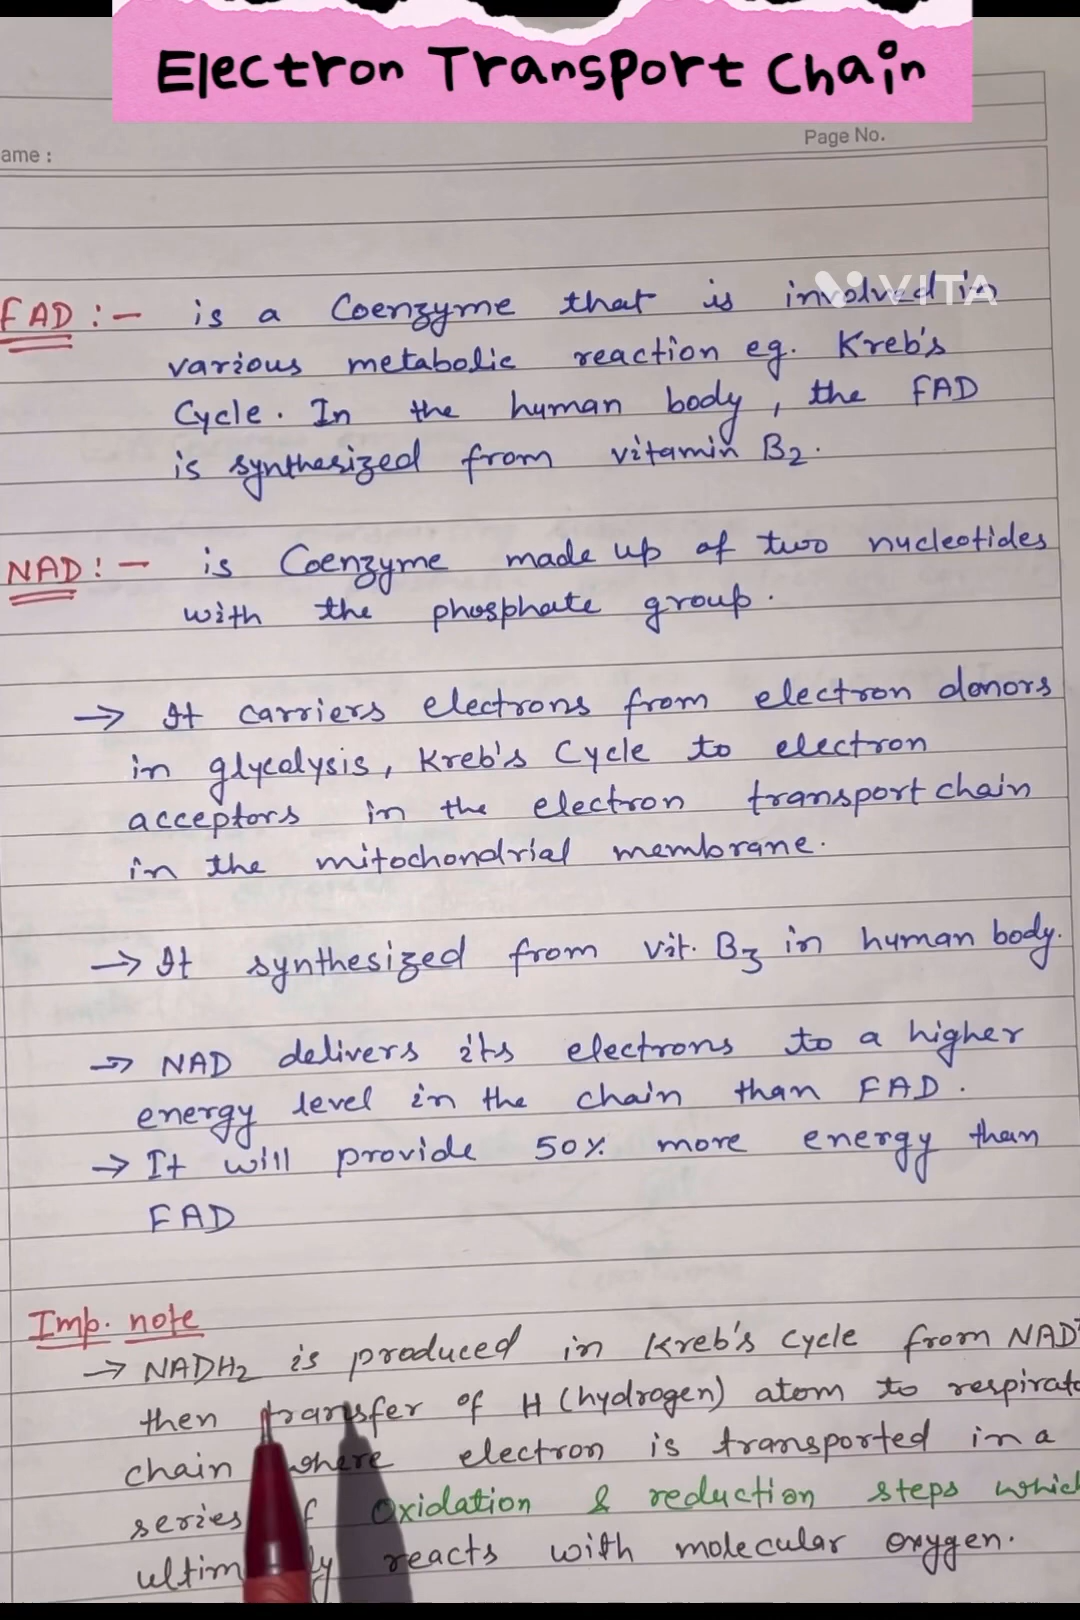 Electron Transport Chain
Page No.
ame :
VITA
FAD :- is a Coenzyme that is involved in
various metabolic reaction eg. Kreb's
Cycle. In the human body, the FAD
is synthesized from vitamin B2.
NAD :- is Coenzyme made up of two nucleotides
with the phosphate group.
→ It carriers electrons from electron donors
in glycolysis, Kreb's Cycle to electron
acceptors in the electron transport chain
in the mitochondrial membrane.
→ It synthesized from vit. B3 in human body.
→ NAD delivers its electrons to a higher
energy level in the chain than FAD.
→ It will provide 50% more energy than
FAD
Imp. note
→ NADH2 is produced in Kreb's cycle from NAD+
then transfer of H (hydrogen) atom to respirato
chain where electron is transported in a
series f oxidation & reduction steps which
ultim ly reacts with molecular oxygen.